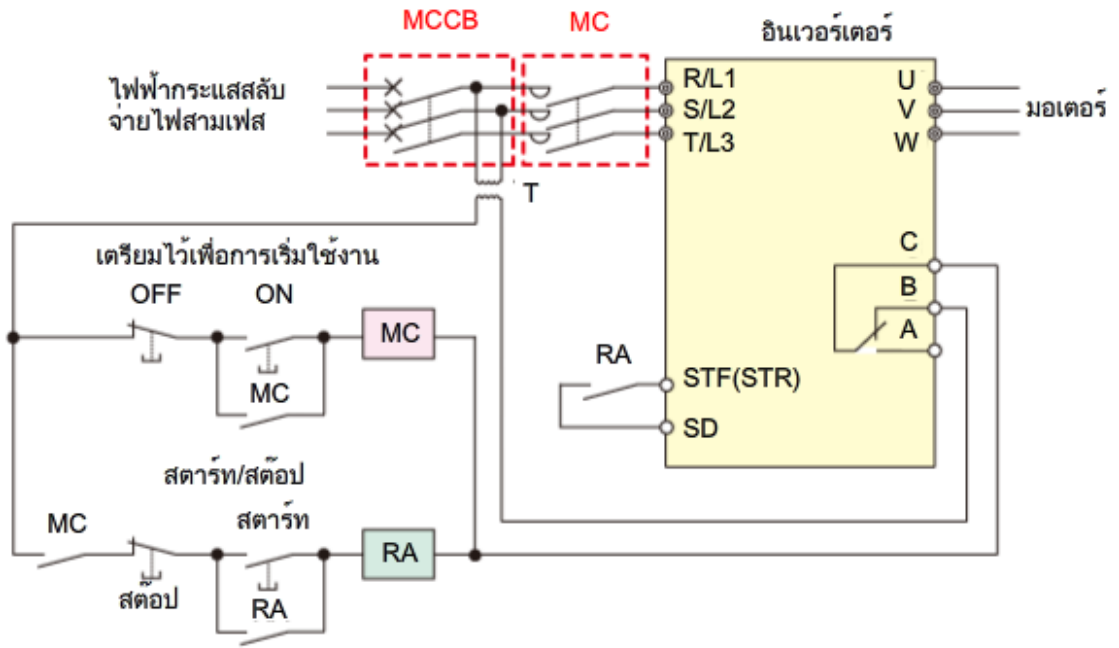 MCCB
MC
อินเวอร์เตอร์
ไฟฟ้ากระแสสลับ
จ่ายไฟสามเฟส
R/L1
S/L2
T/L3
U
V
W
มอเตอร์
T
เตรียมไว้เพื่อการเริ่มใช้งาน
OFF
ON
MC
MC
C
B
A
RA
STF(STR)
SD
สตาร์ท/สต๊อป
MC
สตาร์ท
RA
สต๊อป
RA